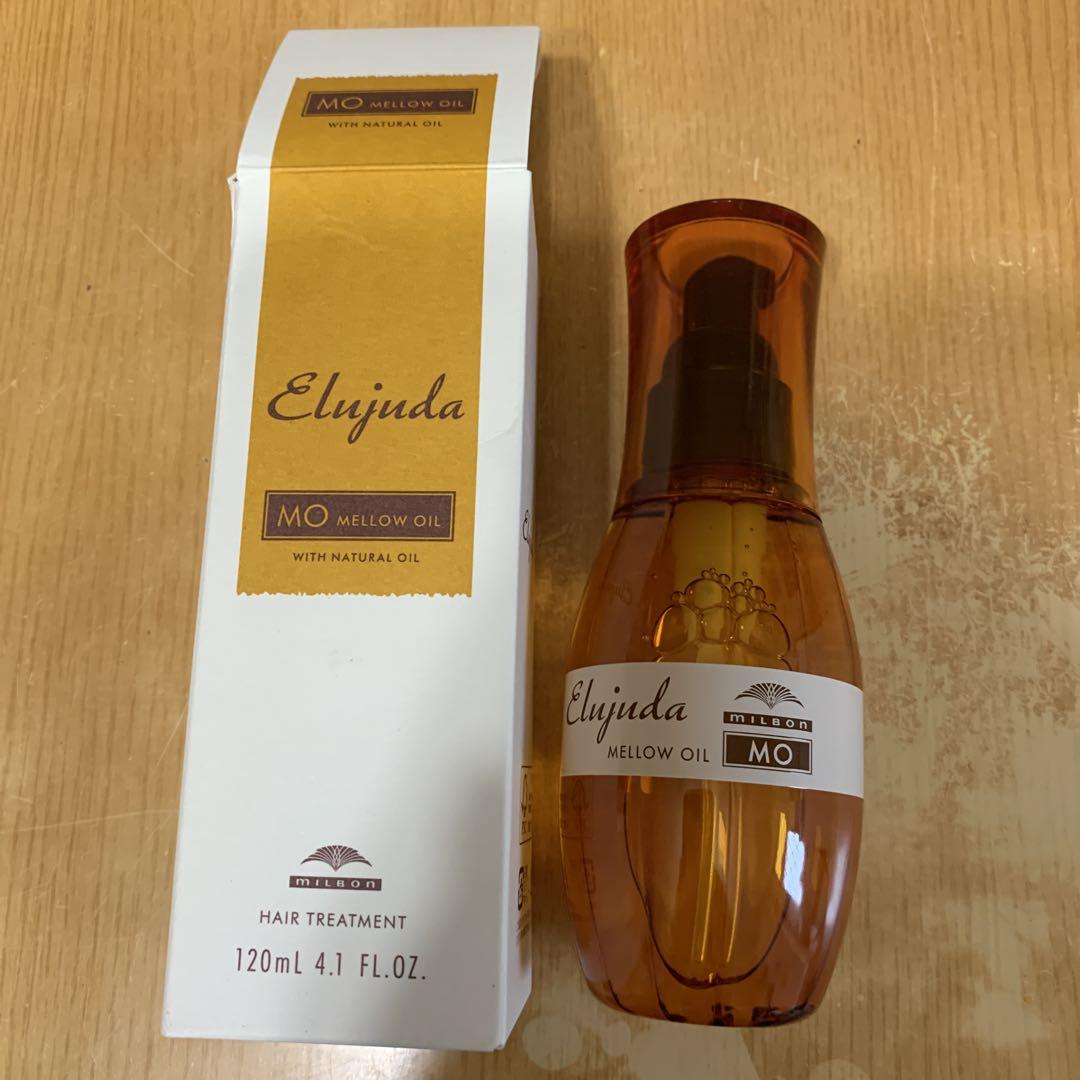 MO MELLOW OIL
WITH NATURAL OIL
Elujuda
MO MELLOW OIL
WITH NATURAL OIL
MILBON
HAIR TREATMENT
120mL 4.1 FL.OZ.
Elujuda
MILBON
MELLOW OIL MO